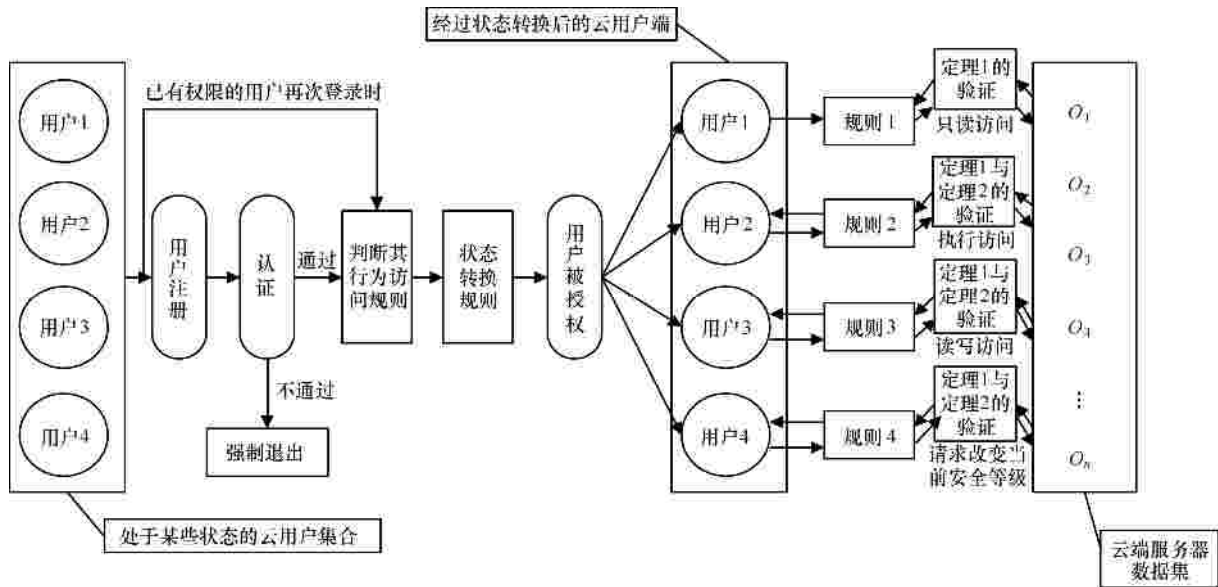 经过状态转换后的云用户端
已有权限的用户再次登录时
用户1
用户2
用户3
用户4
用户注册
认证
通过
不通过
强制退出
判断其
行为访
问规则
状态
转换
规则
用户被授权
用户1
用户2
用户3
用户4
规则1
规则2
规则3
规则4
定理1的
验证
只读访问
定理1与
定理2的
验证
执行访问
定理1与
定理2的
验证
读写访问
定理1与
定理2的
验证
请求改变当
前安全等级
O1
O2
O3
O4
⋮
On
处于某些状态的云用户集合
云端服务器
数据集